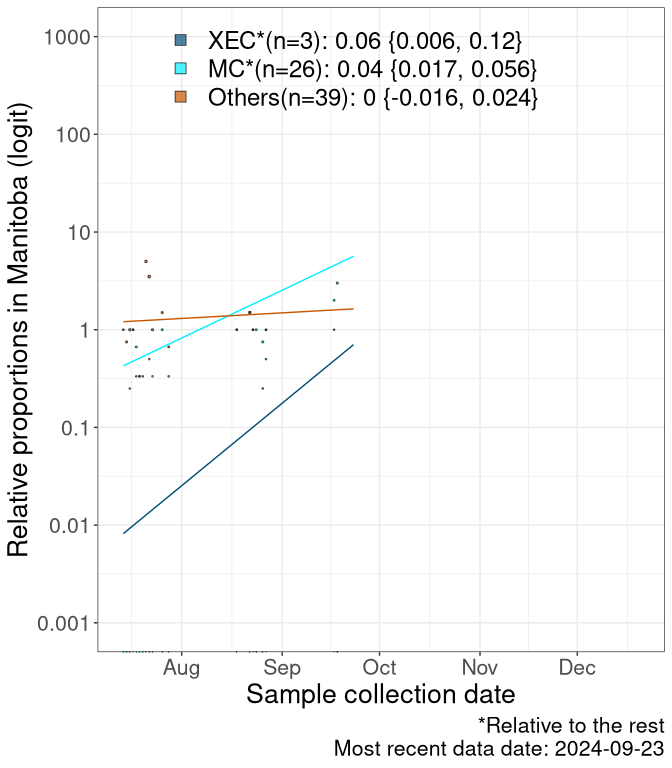 XEC*(n=3): 0.06 {0.006, 0.12}
MC*(n=26): 0.04 {0.017, 0.056}
Others(n=39): 0 {-0.016, 0.024}
Relative proportions in Manitoba (logit)
1000
100
10
1
0.1
0.01
0.001
Aug Sep Oct Nov Dec
Sample collection date
*Relative to the rest
Most recent data date: 2024-09-23